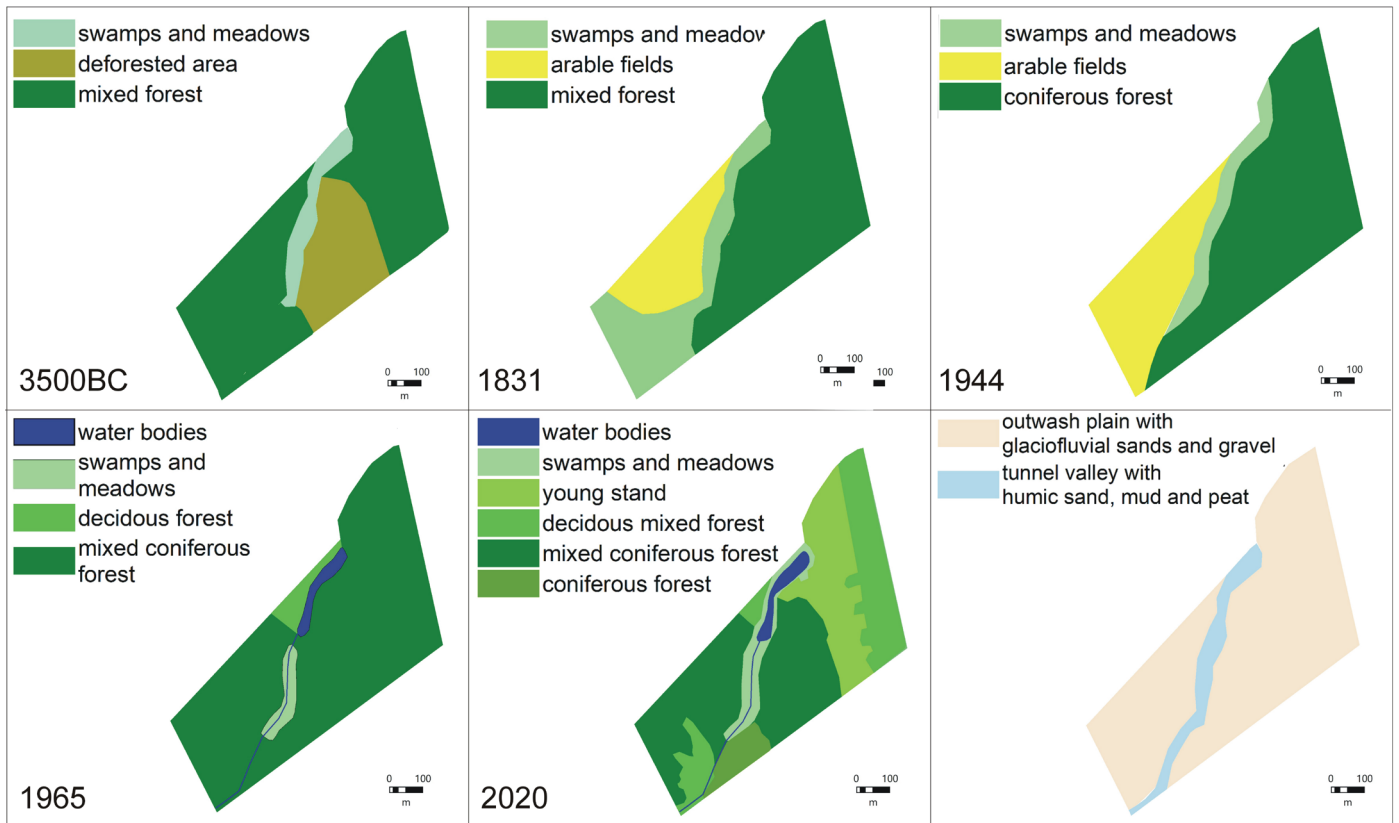 swamps and meadows
deforested area
mixed forest
3500BC
0 100
m
swamps and meadov
arable fields
mixed forest
1831
0 100
m
100
swamps and meadows
arable fields
coniferous forest
1944
0 100
m
water bodies
swamps and
meadows
decidous forest
mixed coniferous
forest
1965
0 100
m
water bodies
swamps and meadows
young stand
decidous mixed forest
mixed coniferous forest
coniferous forest
2020
0 100
m
outwash plain with
glaciofluvial sands and gravel
tunnel valley with
humic sand, mud and peat
0 100
m